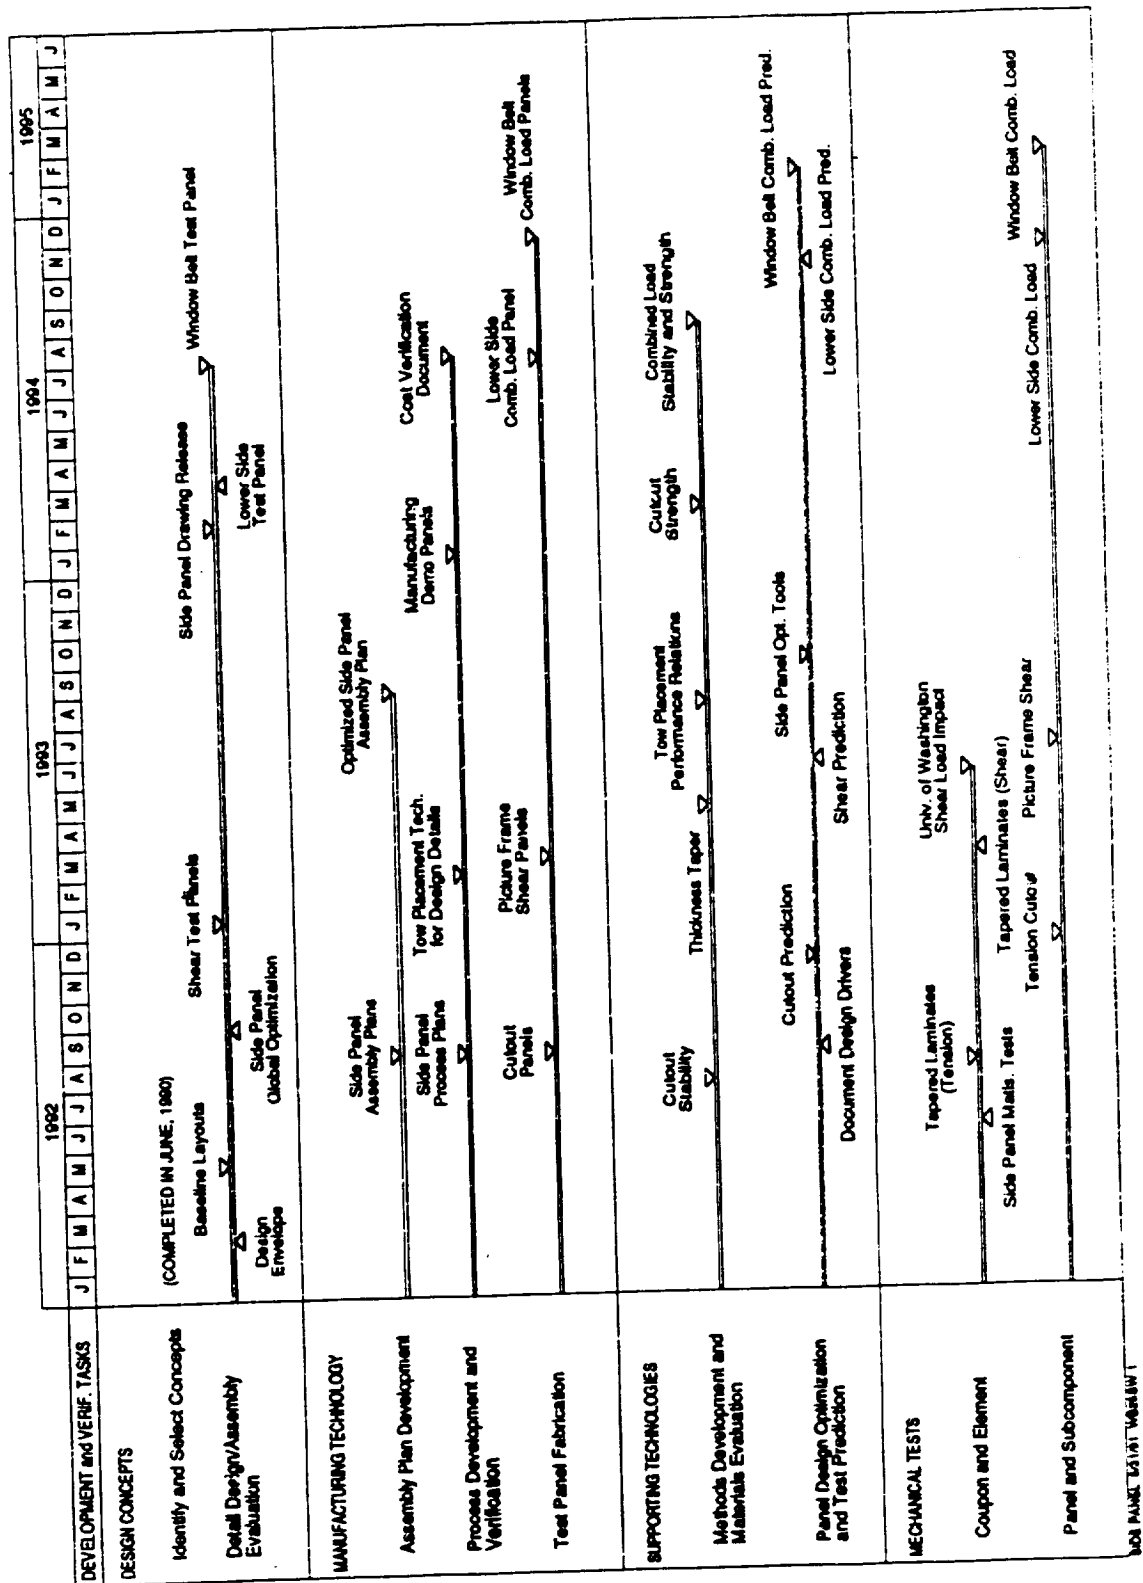 DEVELOPMENT and VERIF. TASKS
1992
1993
1994
1995
J F M A M J J A S O N D J F M A M J J A S O N D J F M A M J J A S O N D J F M A M J
DESIGN CONCEPTS
Identify and Select Concepts
(COMPLETED IN JUNE, 1990)
Detail Design/Assembly
Evaluation
Baseline Layouts
Shear Test Panels
Side Panel Drawing Release
Window Belt Test Panel
Design
Envelope
Side Panel
Global Optimization
Lower Side
Test Panel
MANUFACTURING TECHNOLOGY
Assembly Plan Development
Side Panel
Assembly Plans
Optimized Side Panel
Assembly Plan
Process Development and
Verification
Side Panel
Process Plans
Tow Placement Tech.
for Design Details
Manufacturing
Demo Panels
Cost Verification
Document
Test Panel Fabrication
Cutout
Panels
Picture Frame
Shear Panels
Lower Side
Comb. Load Panel
Window Belt
Comb. Load Panels
SUPPORTING TECHNOLOGIES
Methods Development and
Materials Evaluation
Cutout
Stability
Thickness Taper
Tow Placement
Performance Relations
Cutout
Strength
Combined Load
Stability and Strength
Panel Design Optimization
and Test Prediction
Cutout Prediction
Side Panel Opt. Tools
Window Belt Comb. Load Pred.
Document Design Drivers
Shear Prediction
Lower Side Comb. Load Pred.
MECHANICAL TESTS
Coupon and Element
Tapered Laminates
(Tension)
Univ. of Washington
Shear Load Impact
Side Panel Matls. Tests
Tapered Laminates (Shear)
Panel and Subcomponent
Tension Cutout
Picture Frame Shear
Lower Side Comb. Load
Window Belt Comb. Load